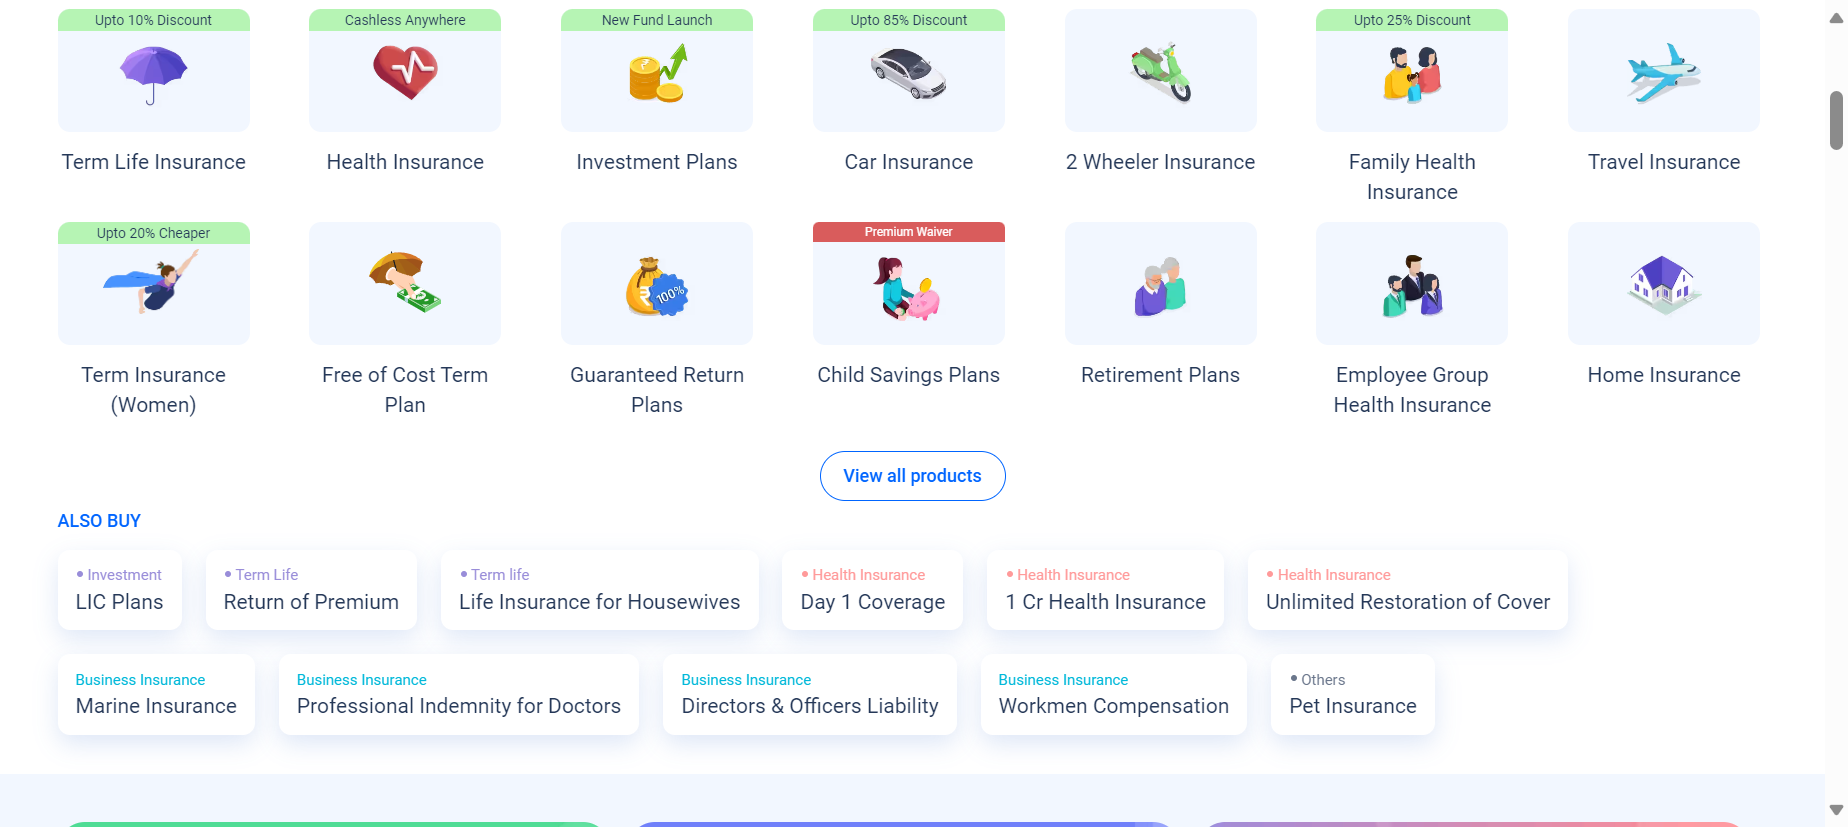 Upto 10% Discount
Cashless Anywhere
New Fund Launch
Upto 85% Discount
Upto 25% Discount
₹
Term Life Insurance
Health Insurance
Investment Plans
Car Insurance
2 Wheeler Insurance
Family Health
Insurance
Travel Insurance
Upto 20% Cheaper
Premium Waiver
₹
100%
Term Insurance
(Women)
Free of Cost Term
Plan
Guaranteed Return
Plans
Child Savings Plans
Retirement Plans
Employee Group
Health Insurance
Home Insurance
View all products
ALSO BUY
• Investment
LIC Plans
• Term Life
Return of Premium
• Term life
Life Insurance for Housewives
• Health Insurance
Day 1 Coverage
• Health Insurance
1 Cr Health Insurance
• Health Insurance
Unlimited Restoration of Cover
Business Insurance
Marine Insurance
Business Insurance
Professional Indemnity for Doctors
Business Insurance
Directors & Officers Liability
Business Insurance
Workmen Compensation
• Others
Pet Insurance